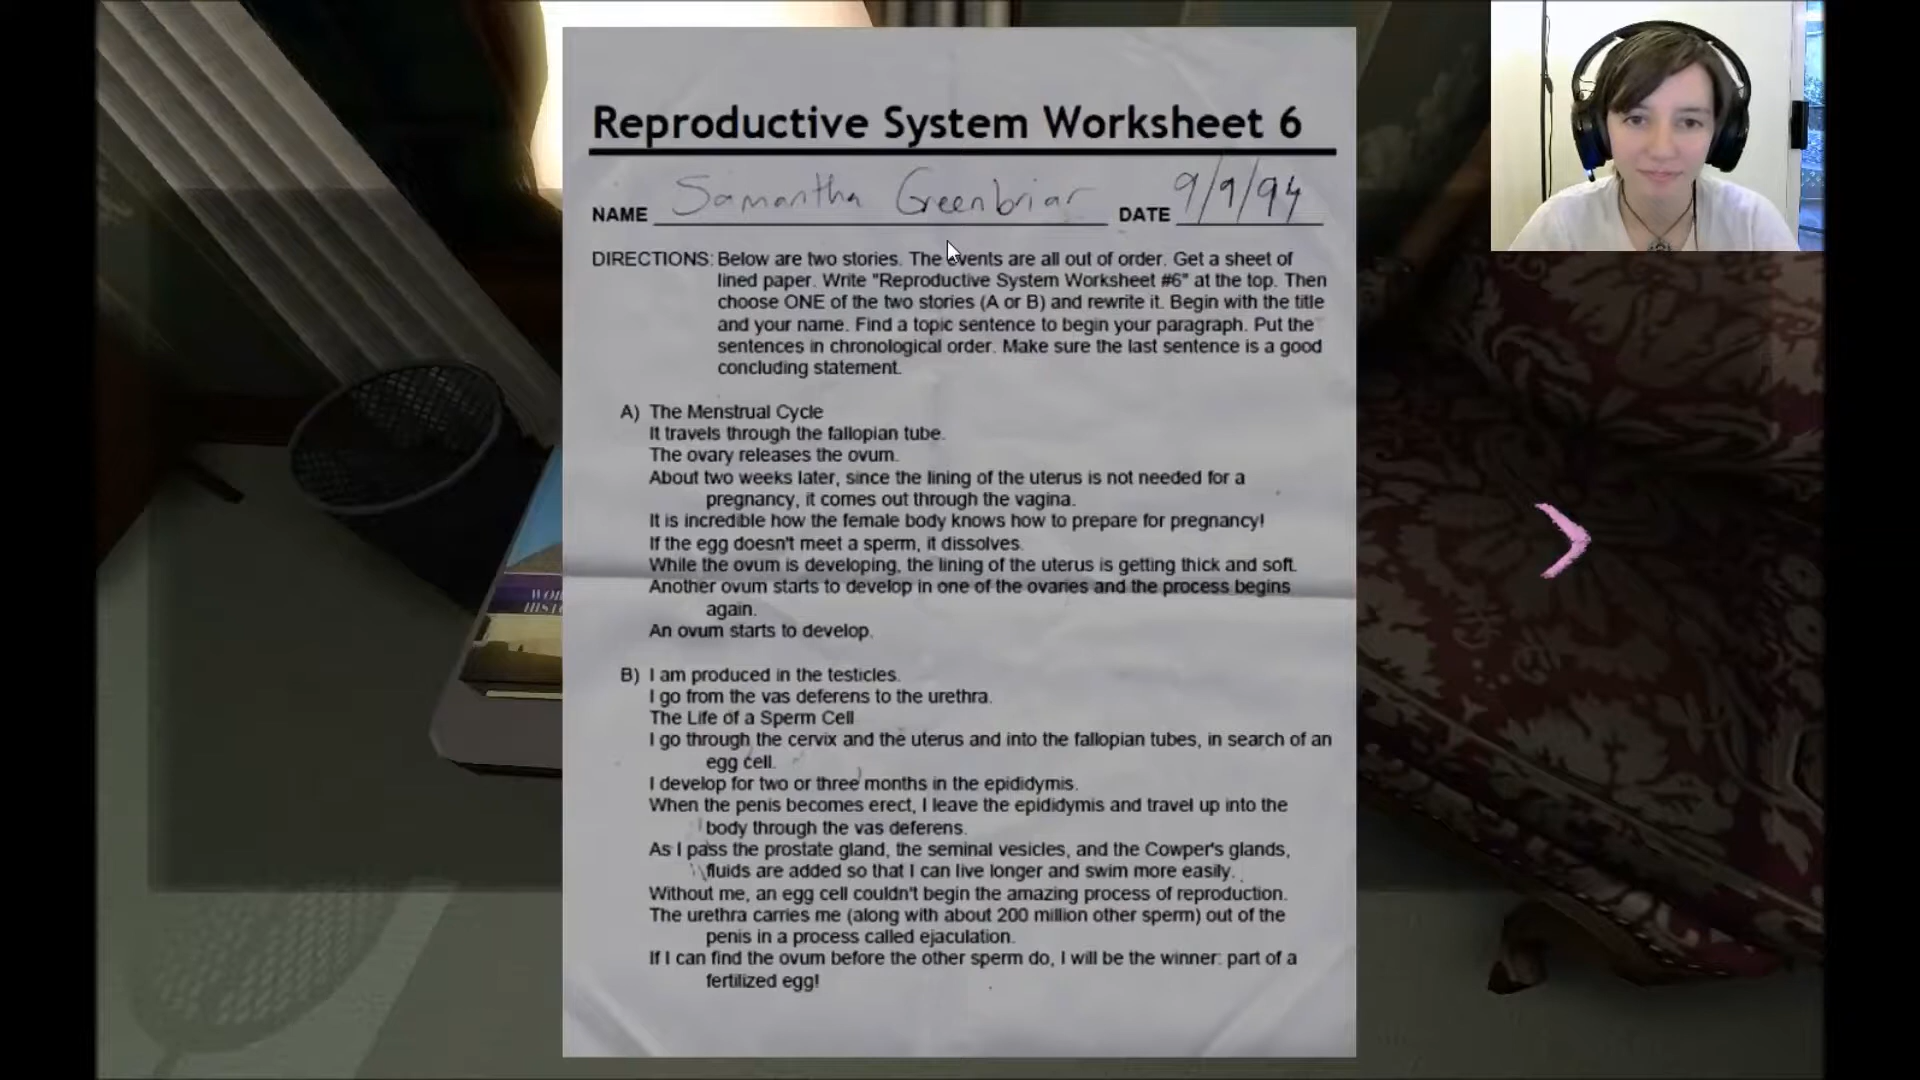 Reproductive System Worksheet 6
NAME Samantha Greenbriar DATE 9/9/94
DIRECTIONS: Below are two stories. The events are all out of order. Get a sheet of
lined paper. Write "Reproductive System Worksheet #6" at the top. Then
choose ONE of the two stories (A or B) and rewrite it. Begin with the title
and your name. Find a topic sentence to begin your paragraph. Put the
sentences in chronological order. Make sure the last sentence is a good
concluding statement.
A) The Menstrual Cycle
It travels through the fallopian tube.
The ovary releases the ovum.
About two weeks later, since the lining of the uterus is not needed for a
pregnancy, it comes out through the vagina.
It is incredible how the female body knows how to prepare for pregnancy!
If the egg doesn't meet a sperm, it dissolves.
While the ovum is developing, the lining of the uterus is getting thick and soft.
Another ovum starts to develop in one of the ovaries and the process begins
again.
An ovum starts to develop.
B) I am produced in the testicles.
I go from the vas deferens to the urethra.
The Life of a Sperm Cell
I go through the cervix and the uterus and into the fallopian tubes, in search of an
egg cell.
I develop for two or three months in the epididymis.
When the penis becomes erect, I leave the epididymis and travel up into the
body through the vas deferens.
As I pass the prostate gland, the seminal vesicles, and the Cowper's glands,
fluids are added so that I can live longer and swim more easily.
Without me, an egg cell couldn't begin the amazing process of reproduction.
The urethra carries me (along with about 200 million other sperm) out of the
penis in a process called ejaculation.
If I can find the ovum before the other sperm do, I will be the winner: part of a
fertilized egg!